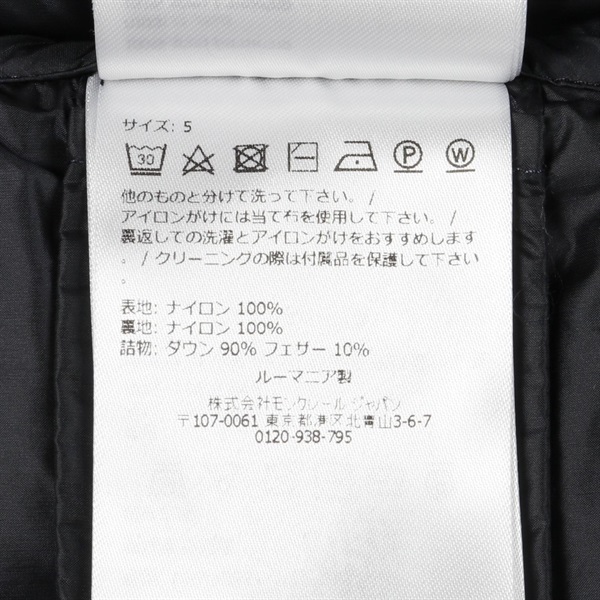 サイズ: 5
30 P W
他のものと分けて洗って下さい。 /
アイロンがけには当て布を使用して下さい。 /
裏返しての洗濯とアイロンがけをおすすめします
。 / クリーニングの際は付属品を保護して下さい
。
表地: ナイロン 100%
裏地: ナイロン 100%
詰物: ダウン 90% フェザー 10%
ルーマニア製
株式会社モンクレール ジャパン
〒107-0061 東京都港区北青山3-6-7
0120-938-795